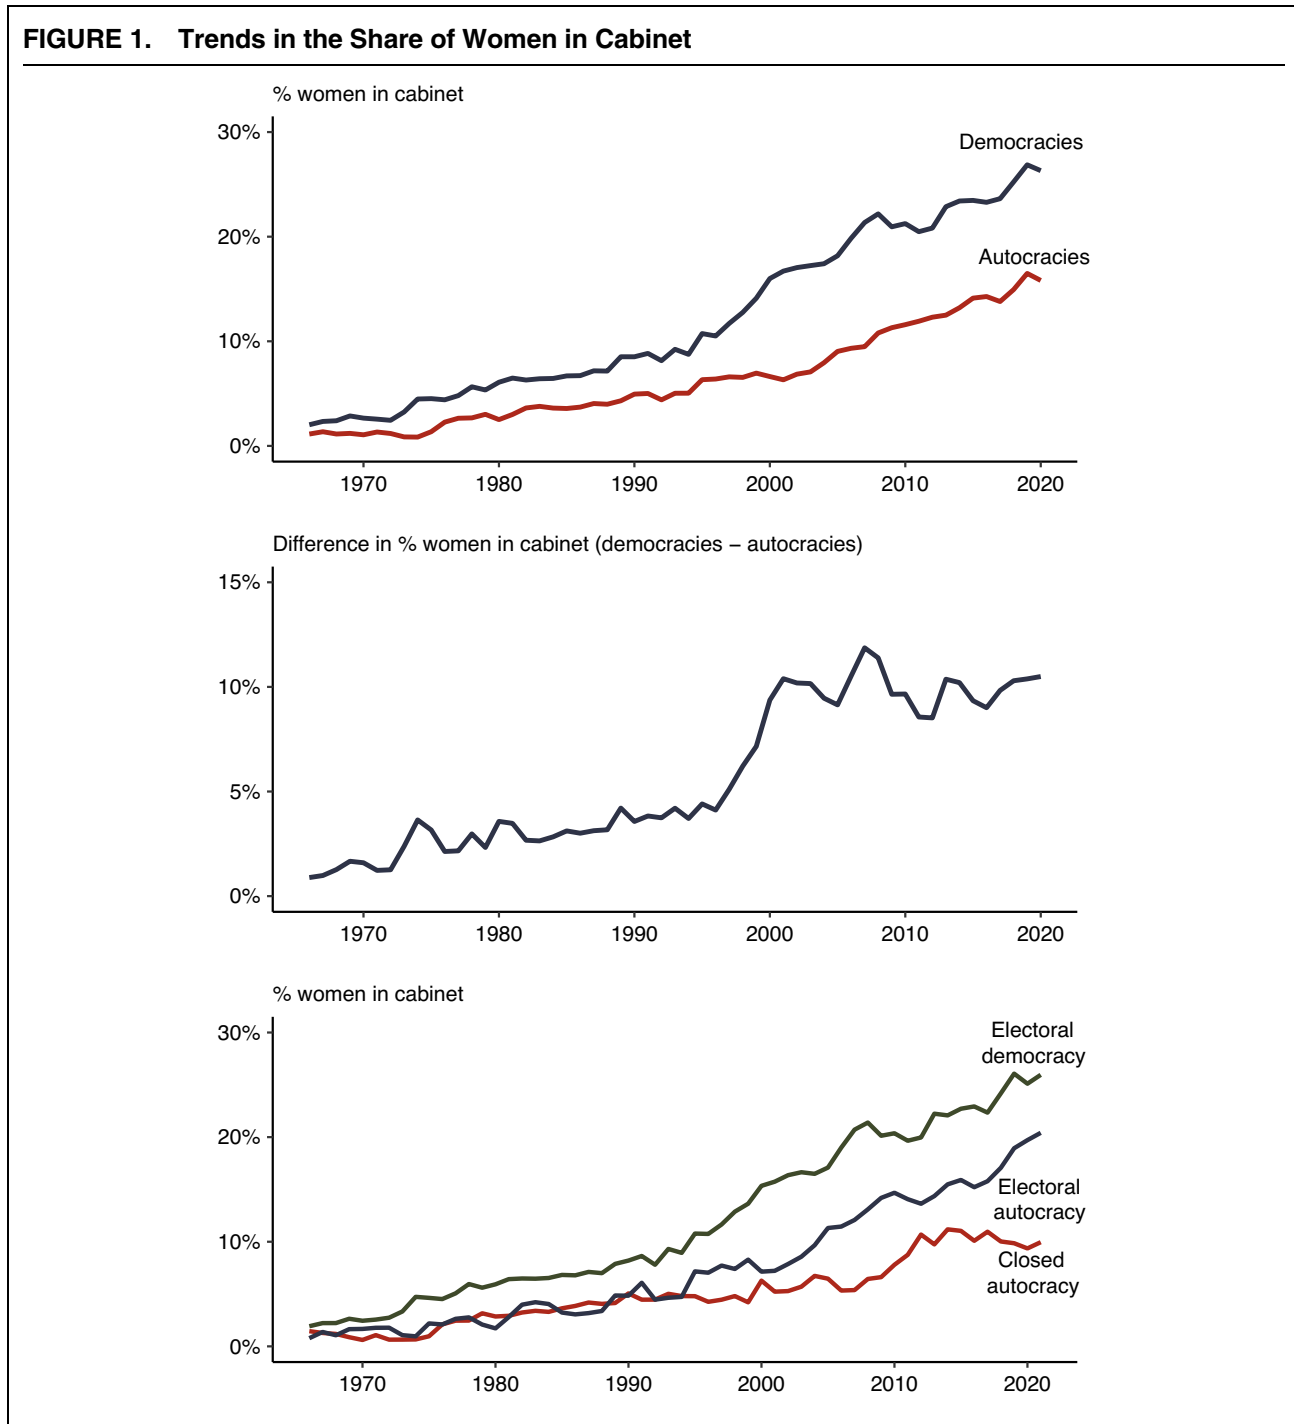 FIGURE 1. Trends in the Share of Women in Cabinet
% women in cabinet
30%
20%
10%
0%
Democracies
Autocracies
1970 1980 1990 2000 2010 2020
Difference in % women in cabinet (democracies − autocracies)
15%
10%
5%
0%
1970 1980 1990 2000 2010 2020
% women in cabinet
30%
20%
10%
0%
Electoral
democracy
Electoral
autocracy
Closed
autocracy
1970 1980 1990 2000 2010 2020